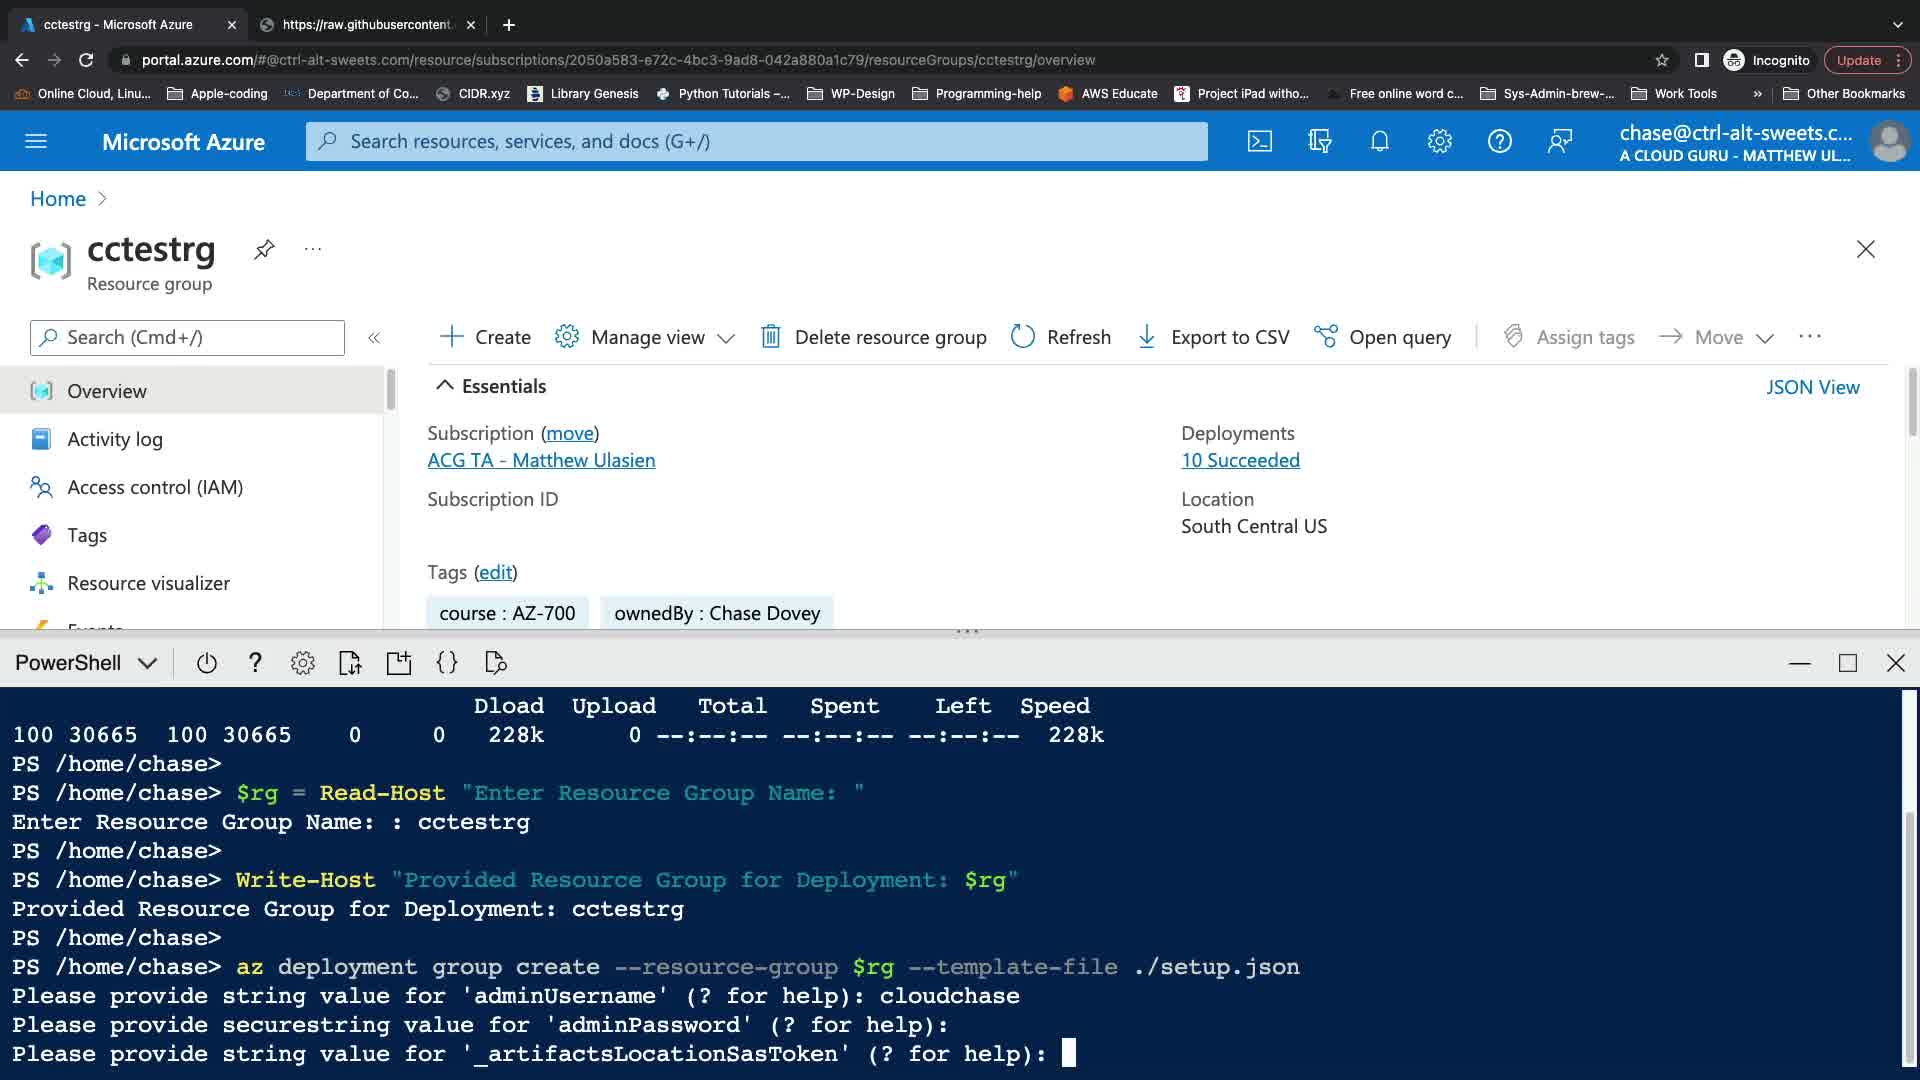 cctestrg - Microsoft Azure
https://raw.githubusercontent.
portal.azure.com/#@ctrl-alt-sweets.com/resource/subscriptions/2050a583-e72c-4bc3-9ad8-042a880a1c79/resourceGroups/cctestrg/overview
Incognito
Update
Online Cloud, Linu...
Apple-coding
Department of Co...
CIDR.xyz
Library Genesis
Python Tutorials –...
WP-Design
Programming-help
AWS Educate
Project iPad witho...
Free online word c...
Sys-Admin-brew-...
Work Tools
»
Other Bookmarks
Microsoft Azure
Search resources, services, and docs (G+/)
chase@ctrl-alt-sweets.c...
A CLOUD GURU - MATTHEW UL...
Home >
cctestrg
Resource group
Search (Cmd+/)
«
Create
Manage view
Delete resource group
Refresh
Export to CSV
Open query
Assign tags
Move
Overview
Activity log
Access control (IAM)
Tags
Resource visualizer
Events
Essentials
JSON View
Subscription (move)
ACG TA - Matthew Ulasien
Subscription ID
Deployments
10 Succeeded
Location
South Central US
Tags (edit)
course : AZ-700
ownedBy : Chase Dovey
PowerShell
Dload  Upload   Total   Spent    Left  Speed
100 30665  100 30665    0     0   228k      0 --:--:-- --:--:-- --:--:--  228k
PS /home/chase>
PS /home/chase> $rg = Read-Host "Enter Resource Group Name: "
Enter Resource Group Name: : cctestrg
PS /home/chase>
PS /home/chase> Write-Host "Provided Resource Group for Deployment: $rg"
Provided Resource Group for Deployment: cctestrg
PS /home/chase>
PS /home/chase> az deployment group create --resource-group $rg --template-file ./setup.json
Please provide string value for 'adminUsername' (? for help): cloudchase
Please provide securestring value for 'adminPassword' (? for help):
Please provide string value for '_artifactsLocationSasToken' (? for help):